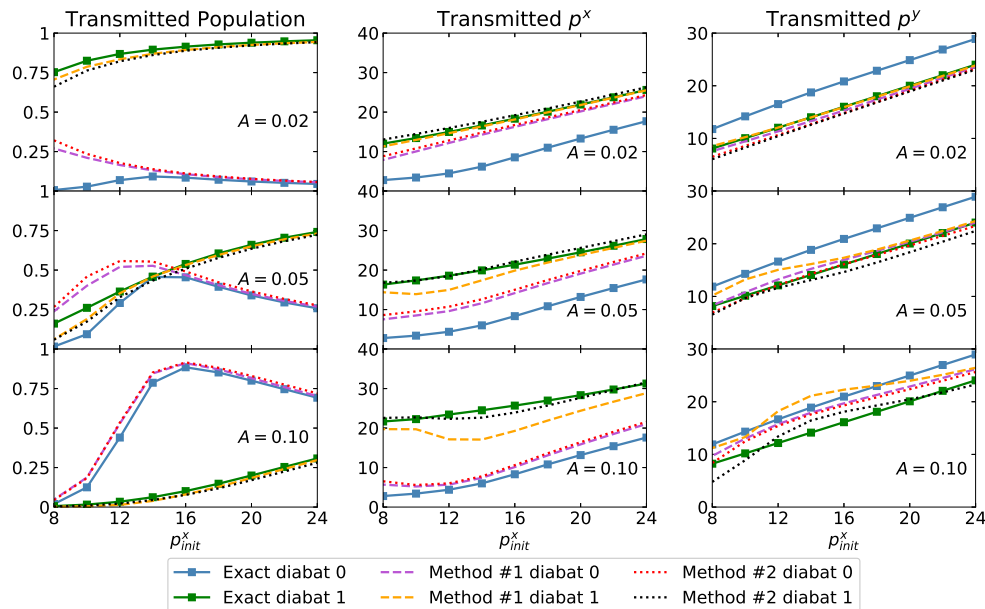 Transmitted Population
Transmitted p^x
Transmitted p^y
1
0.75
0.5
0.25
1
A = 0.02
40
30
20
10
40
A = 0.02
30
20
10
30
A = 0.02
0.75
0.5
0.25
1
A = 0.05
30
20
10
40
A = 0.05
20
10
30
A = 0.05
0.75
0.5
0.25
0
A = 0.10
8 12 16 20 24
p^x_init
30
20
10
0
A = 0.10
8 12 16 20 24
p^x_init
20
10
0
A = 0.10
8 12 16 20 24
p^x_init
Exact diabat 0 Method #1 diabat 0 Method #2 diabat 0
Exact diabat 1 Method #1 diabat 1 Method #2 diabat 1